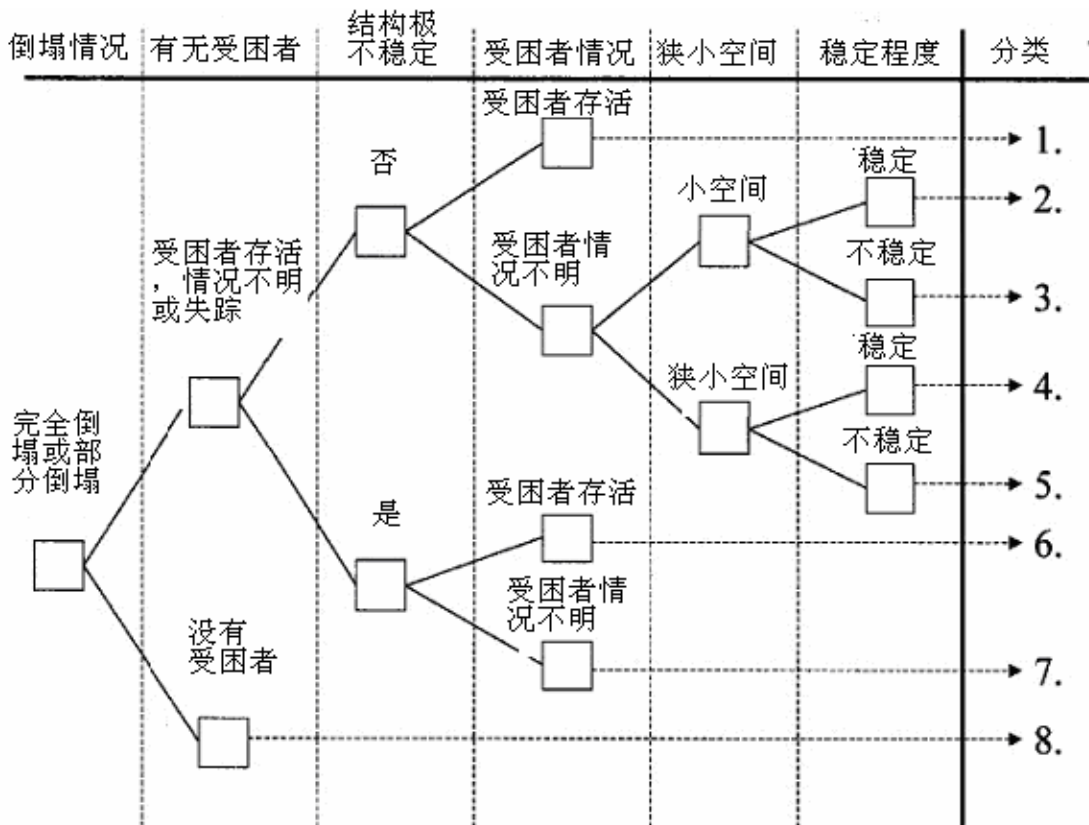 倒塌情况
有无受困者
结构极
不稳定
受困者情况
狭小空间
稳定程度
分类
受困者存活
1.
否
稳定
小空间
2.
受困者存活
，情况不明
或失踪
受困者情
况不明
不稳定
3.
稳定
狭小空间
4.
完全倒
塌或部
分倒塌
不稳定
受困者存活
5.
是
6.
受困者情
况不明
没有
受困者
7.
8.